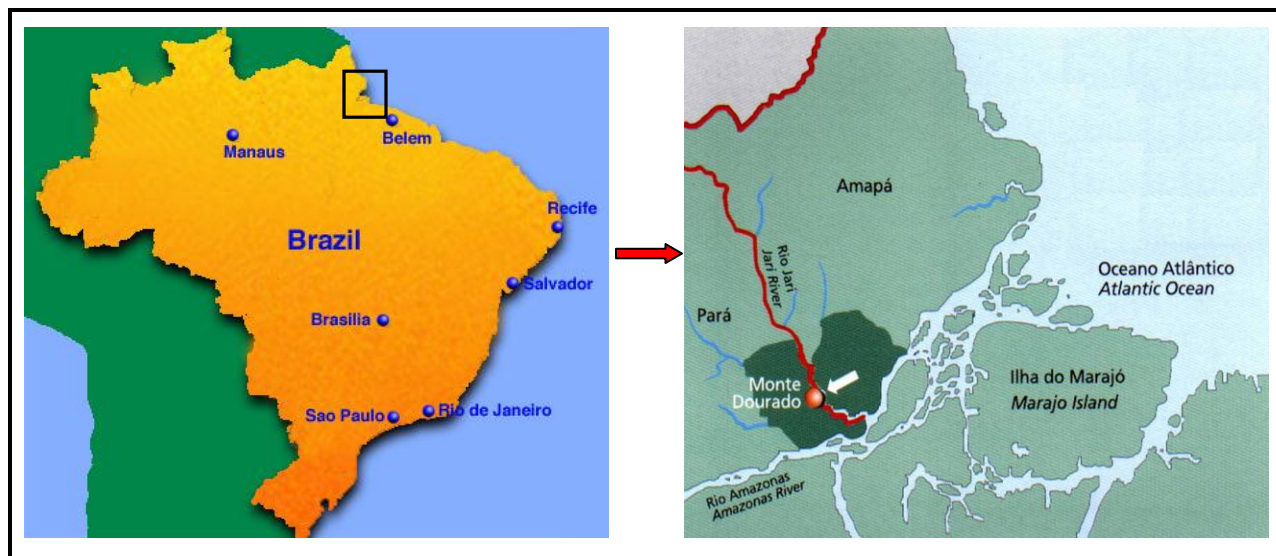 Belem
Manaus
Recife
Brazil
Salvador
Brasilia
Sao Paulo
Rio de Janeiro
Amapá
Rio Jari
Jari River
Oceano Atlântico
Atlantic Ocean
Pará
Monte
Dourado
Ilha do Marajó
Marajo Island
Rio Amazonas
Amazonas River